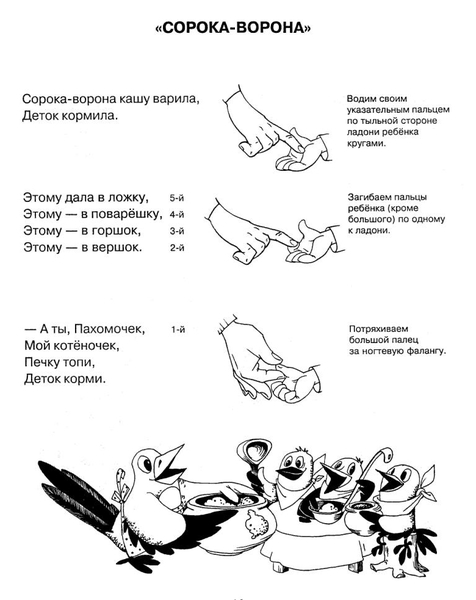 «СОРОКА-ВОРОНА»
Сорока-ворона кашу варила,
Деток кормила.
Водим своим
указательным пальцем
по тыльной стороне
ладони ребёнка
кругами.
Этому дала в ложку, 5-й
Этому — в поварёшку, 4-й
Этому — в горшок, 3-й
Этому — в вершок. 2-й
Загибаем пальцы
ребёнка (кроме
большого) по одному
к ладони.
— А ты, Пахомочек, 1-й
Мой котёночек,
Печку топи,
Деток корми.
Потряхиваем
большой палец
за ногтевую фалангу.